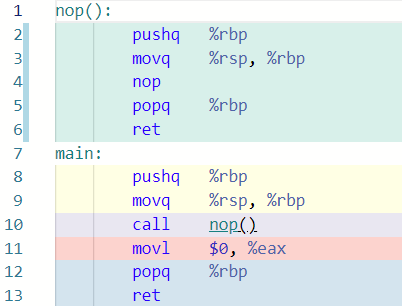 1 nop():
2 pushq %rbp
3 movq %rsp, %rbp
4 nop
5 popq %rbp
6 ret
7 main:
8 pushq %rbp
9 movq %rsp, %rbp
10 call nop()
11 movl $0, %eax
12 popq %rbp
13 ret